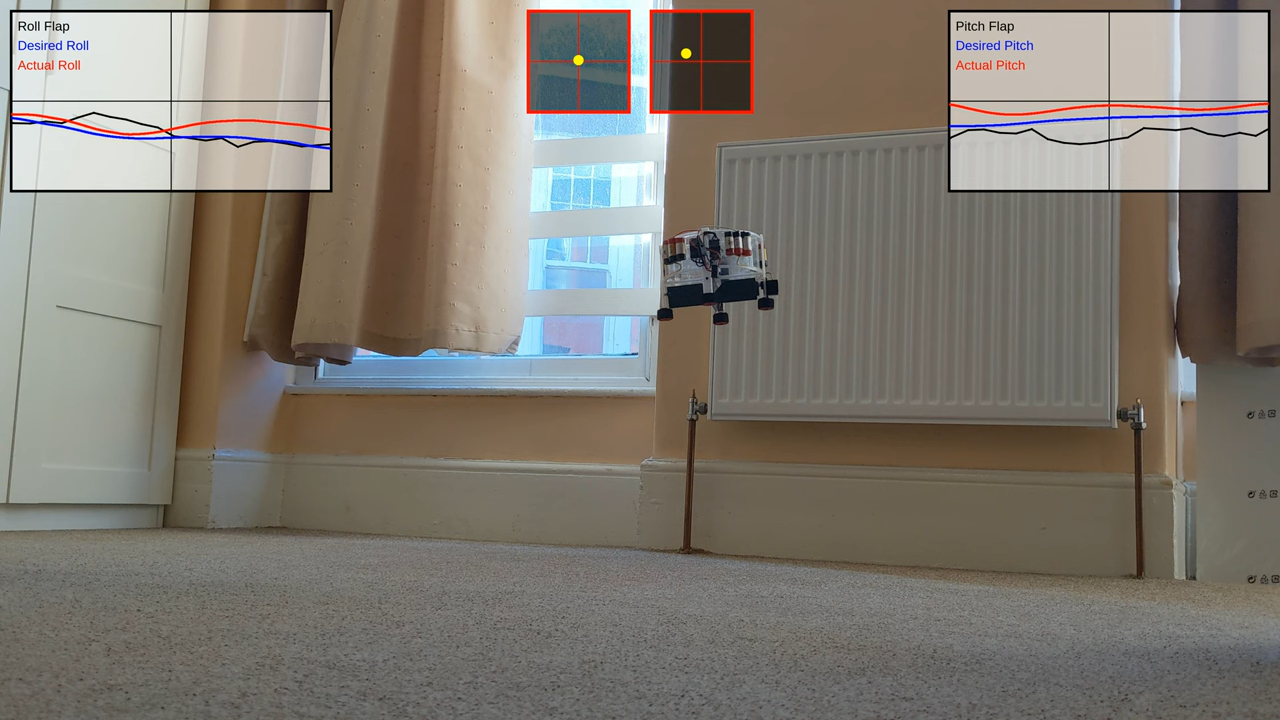 Roll Flap
Desired Roll
Actual Roll
Pitch Flap
Desired Pitch
Actual Pitch